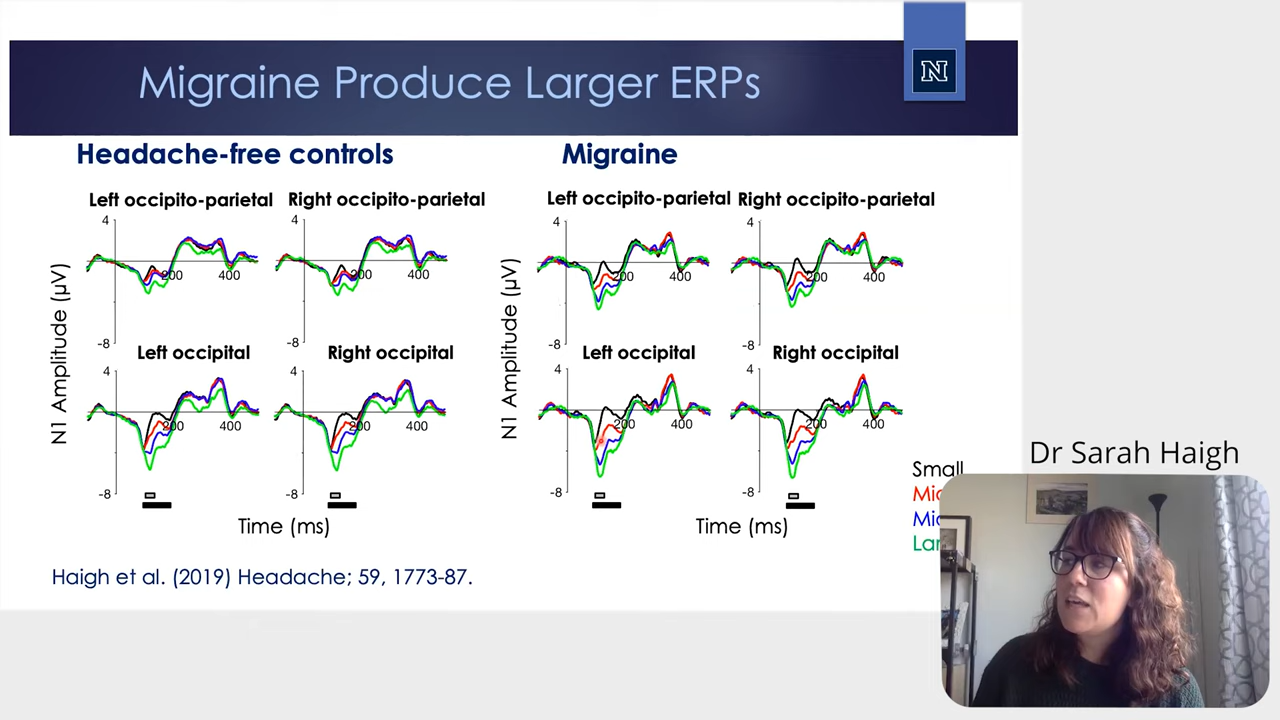 Migraine Produce Larger ERPs
N
Headache-free controls
Migraine
Left occipito-parietal
Right occipito-parietal
Left occipito-parietal
Right occipito-parietal
4
200
400
-8
4
200
400
-8
4
200
400
-8
4
200
400
-8
N1 Amplitude (µV)
N1 Amplitude (µV)
Left occipital
Right occipital
Left occipital
Right occipital
4
200
400
-8
4
200
400
-8
4
200
400
-8
4
200
400
-8
Time (ms)
Time (ms)
Small
Dr Sarah Haigh
Haigh et al. (2019) Headache; 59, 1773-87.